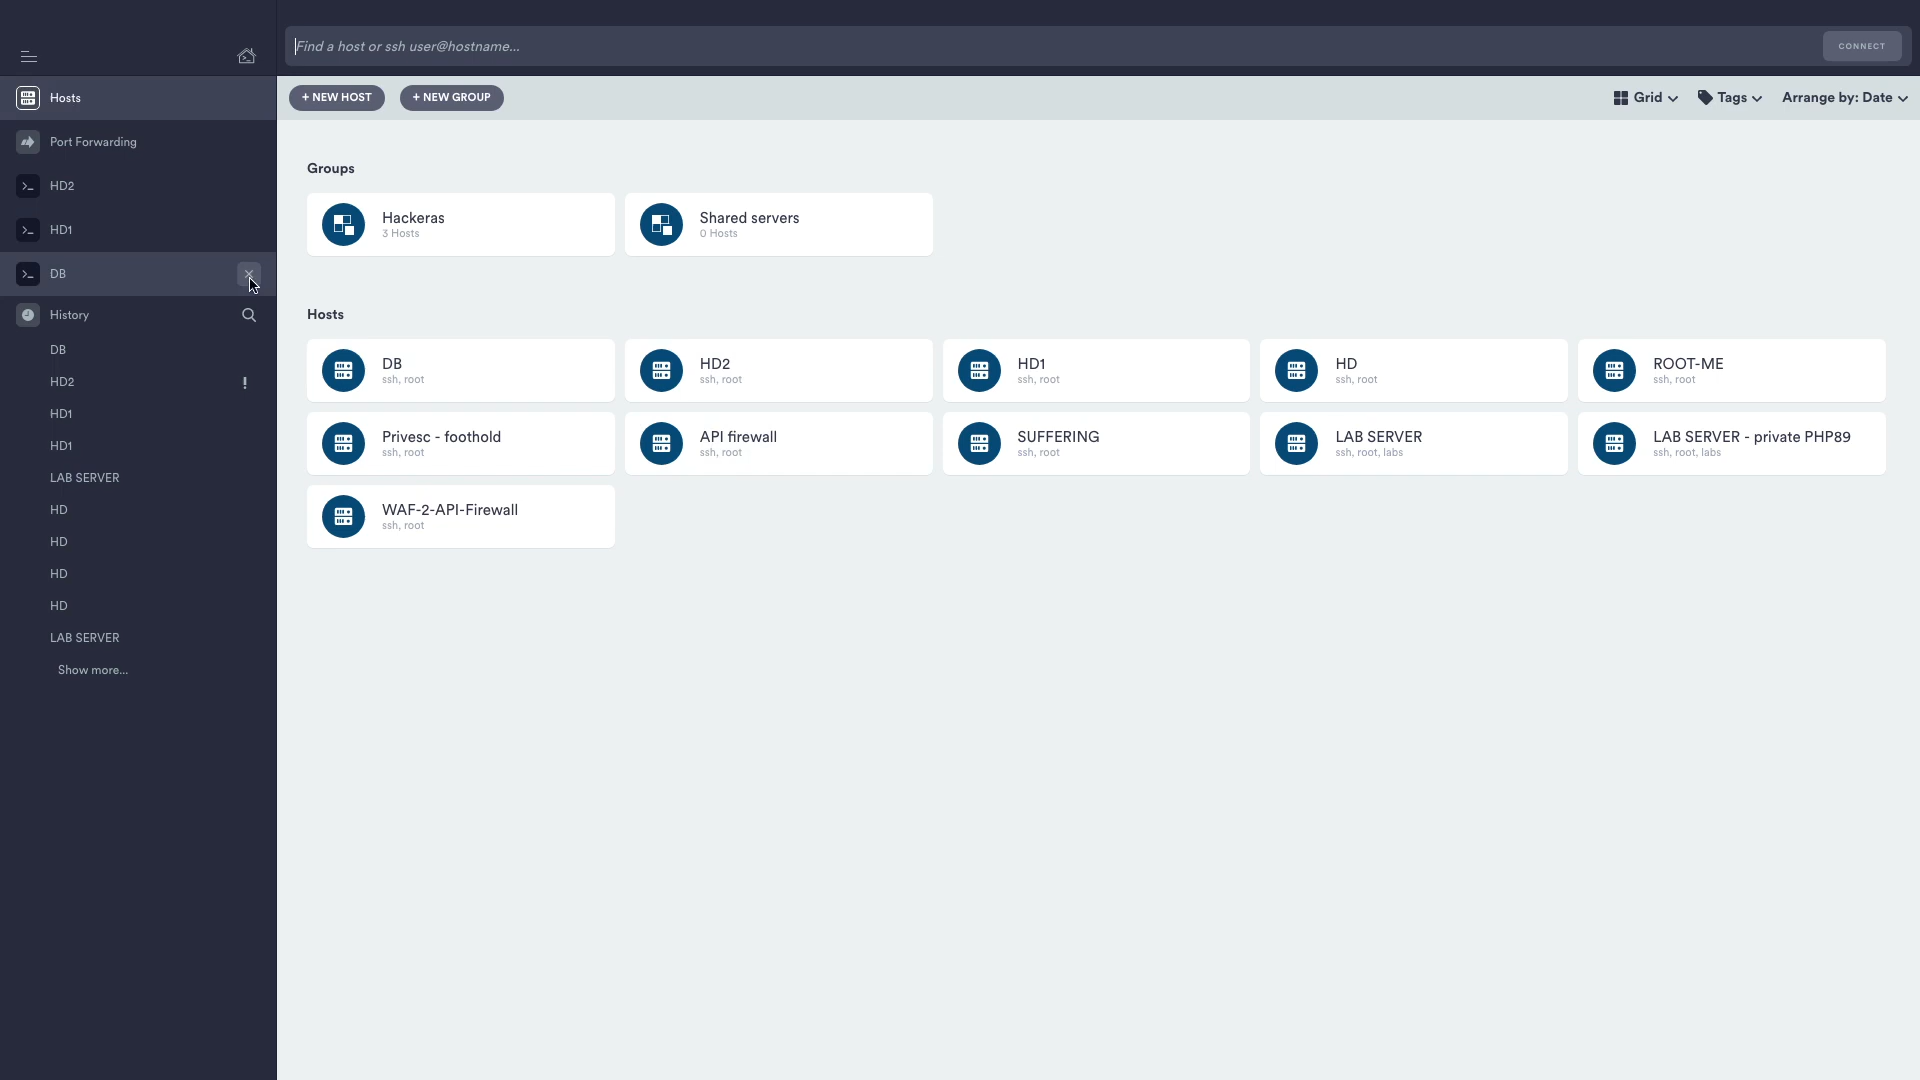 Find a host or ssh user@hostname...
CONNECT
Hosts
Port Forwarding
HD2
HD1
DB
History
DB
HD2
HD1
HD1
LAB SERVER
HD
HD
HD
HD
LAB SERVER
Show more...
+ NEW HOST
+ NEW GROUP
Grid
Tags
Arrange by: Date
Groups
Hackeras
3 Hosts
Shared servers
0 Hosts
Hosts
DB
ssh, root
HD2
ssh, root
HD1
ssh, root
HD
ssh, root
ROOT-ME
ssh, root
Privesc - foothold
ssh, root
API firewall
ssh, root
SUFFERING
ssh, root
LAB SERVER
ssh, root, labs
LAB SERVER - private PHP89
ssh, root, labs
WAF-2-API-Firewall
ssh, root